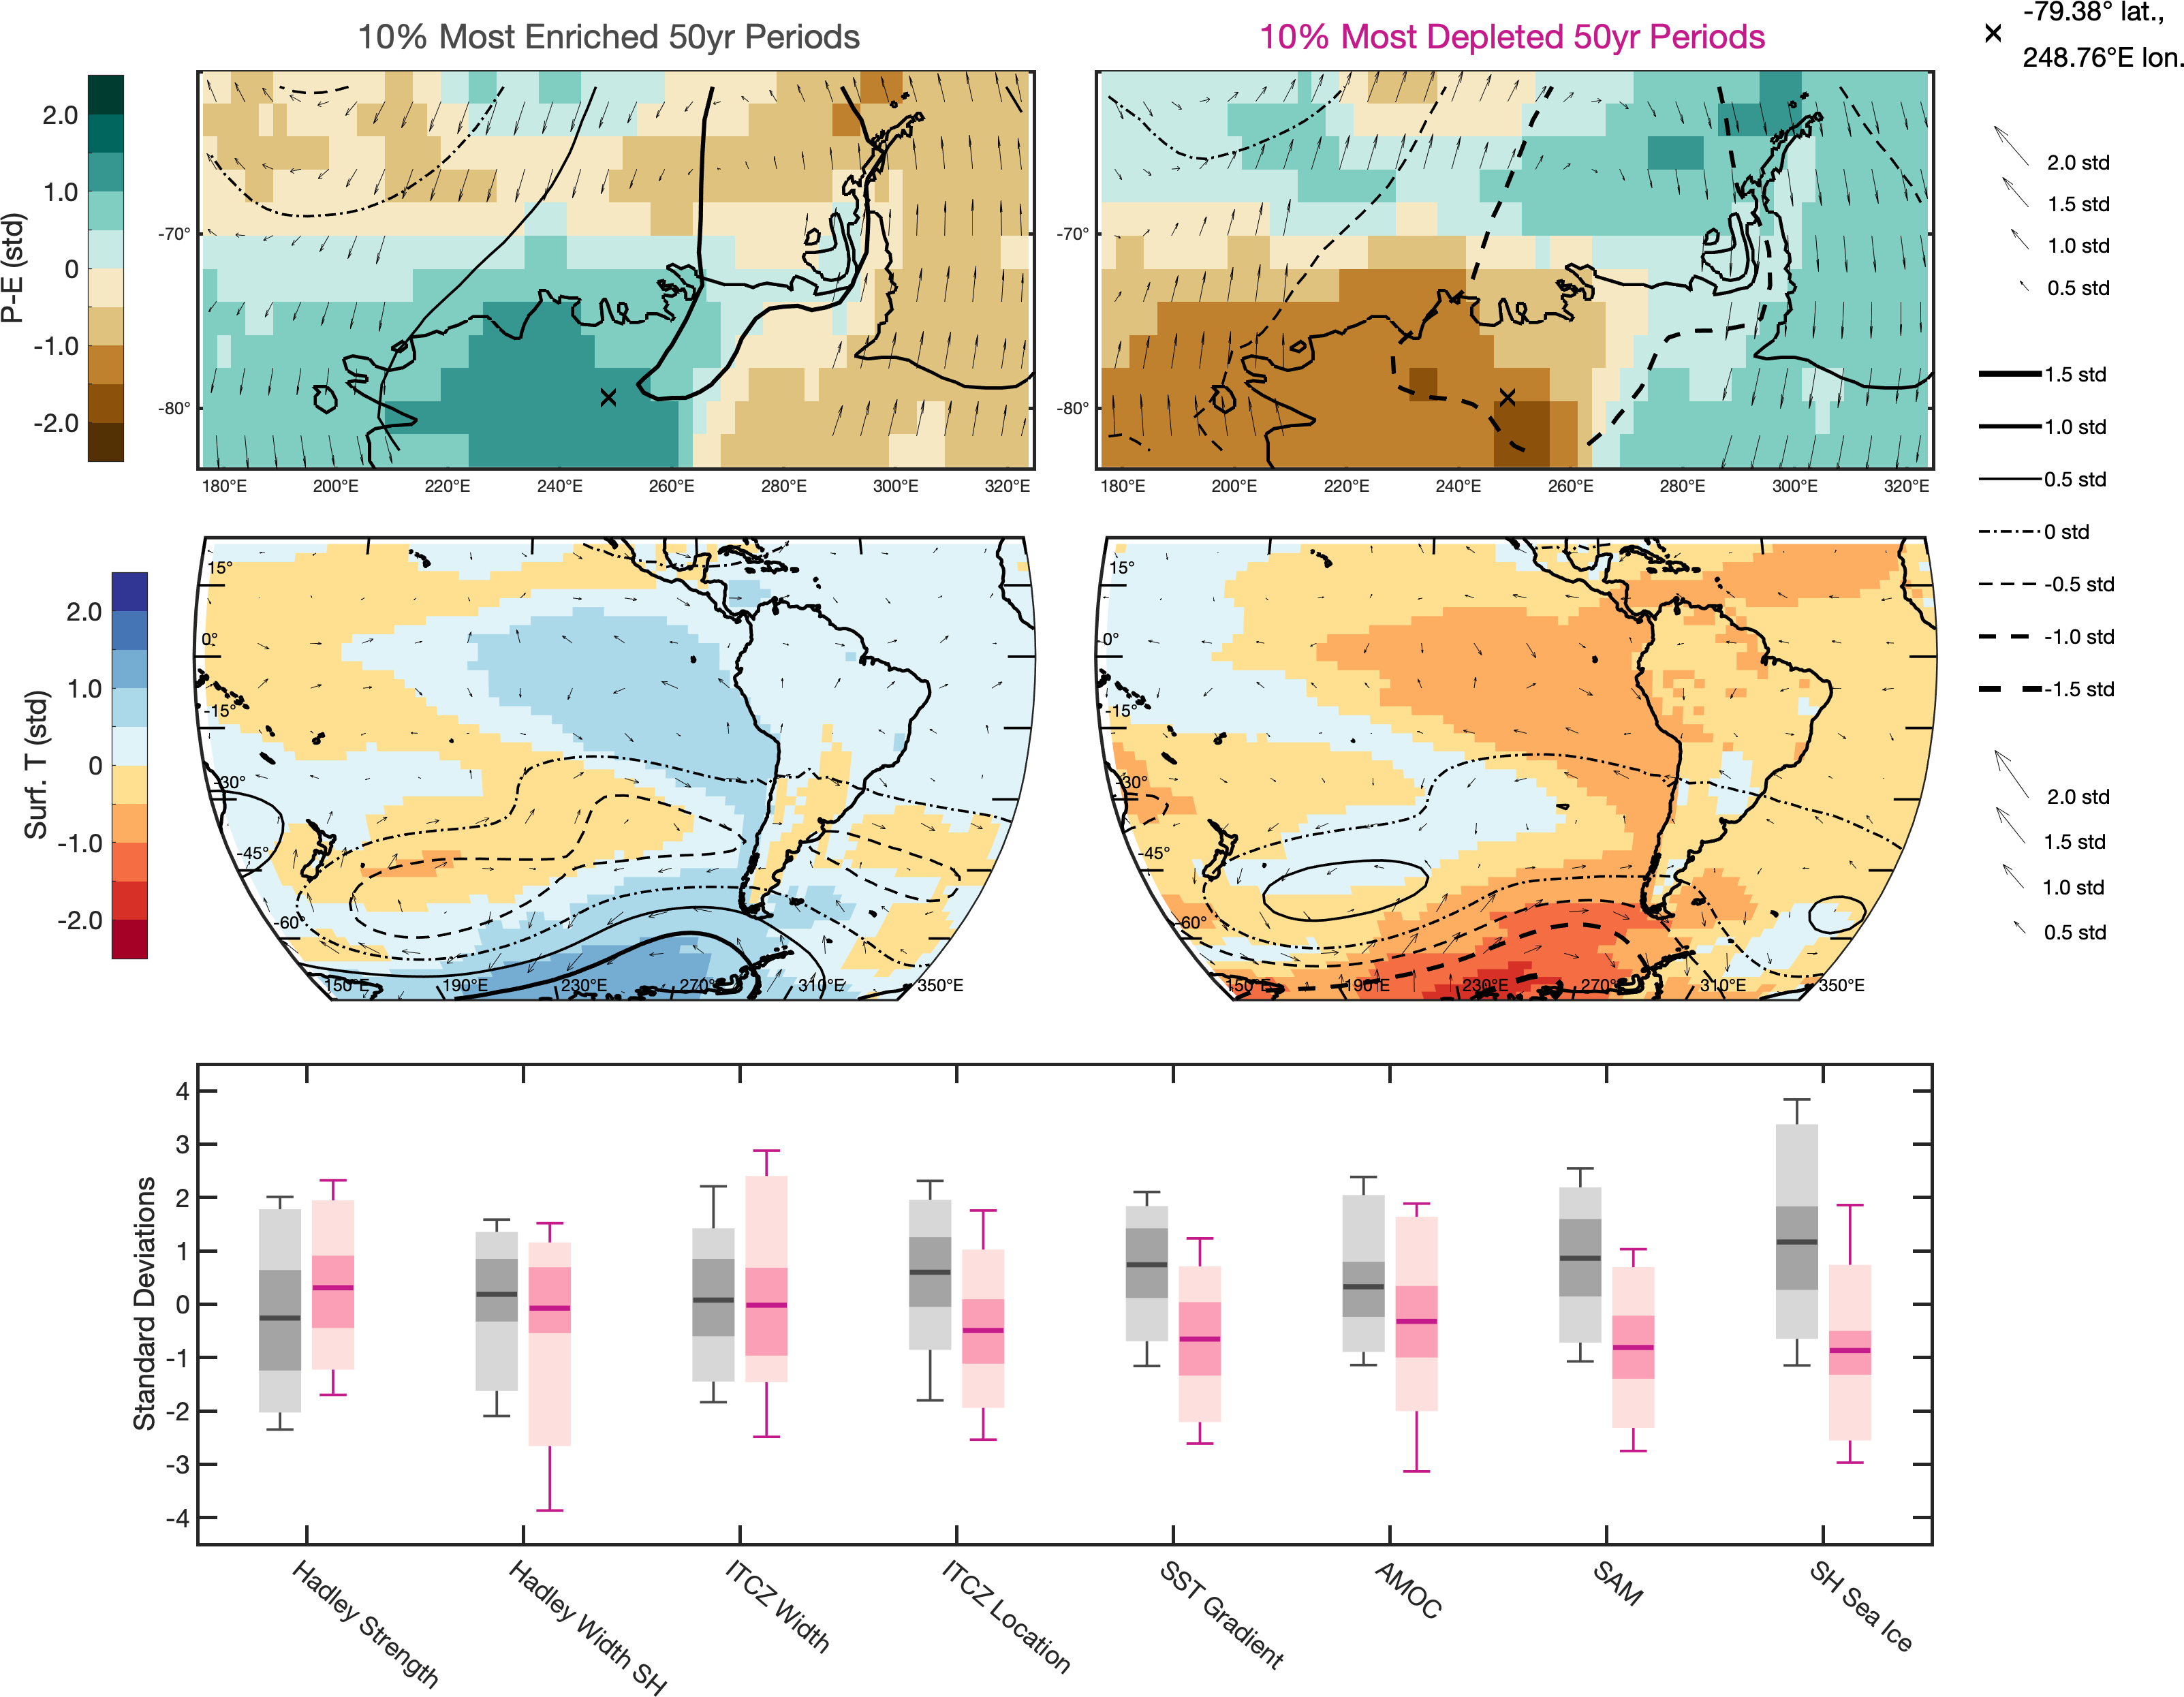 10% Most Enriched 50yr Periods
10% Most Depleted 50yr Periods
× -79.38° lat.,
248.76°E lon.
P-E (std)
2.0
1.0
0
-1.0
-2.0
-70°
-80°
180°E 200°E 220°E 240°E 260°E 280°E 300°E 320°E
-70°
-80°
180°E 200°E 220°E 240°E 260°E 280°E 300°E 320°E
2.0 std
1.5 std
1.0 std
0.5 std
1.5 std
1.0 std
0.5 std
0 std
-0.5 std
-1.0 std
-1.5 std
Surf. T (std)
2.0
1.0
0
-1.0
-2.0
15°
0°
-15°
-30°
-45°
-60°
150°E 190°E 230°E 270°E 310°E 350°E
15°
0°
-15°
-30°
-45°
-60°
150°E 190°E 230°E 270° 310°E 350°E
2.0 std
1.5 std
1.0 std
0.5 std
Standard Deviations
4
3
2
1
0
-1
-2
-3
-4
Hadley Strength
Hadley Width SH
ITCZ Width
ITCZ Location
SST Gradient
AMOC
SAM
SH Sea Ice